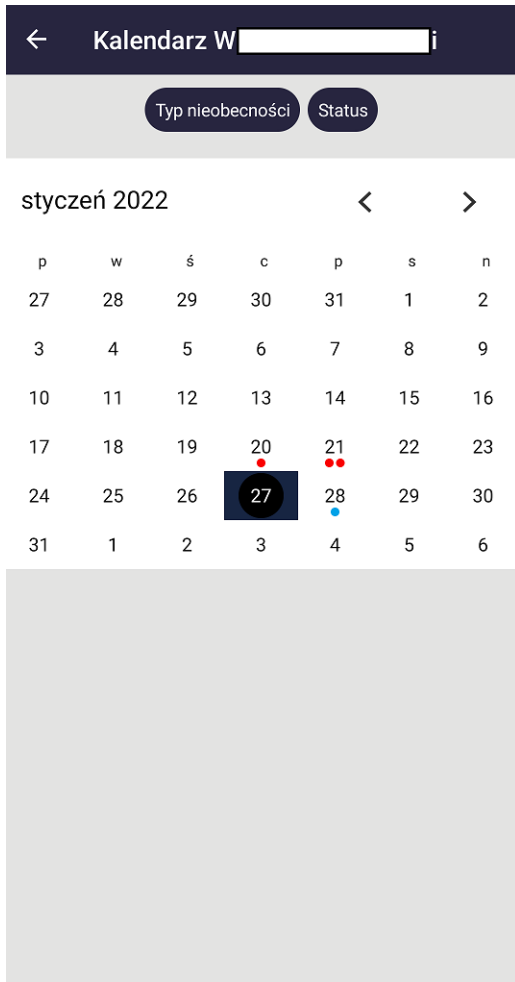 Kalendarz W i
Typ nieobecności Status
styczeń 2022
p w ś c p s n
27 28 29 30 31 1 2
3 4 5 6 7 8 9
10 11 12 13 14 15 16
17 18 19 20 21 22 23
24 25 26 27 28 29 30
31 1 2 3 4 5 6